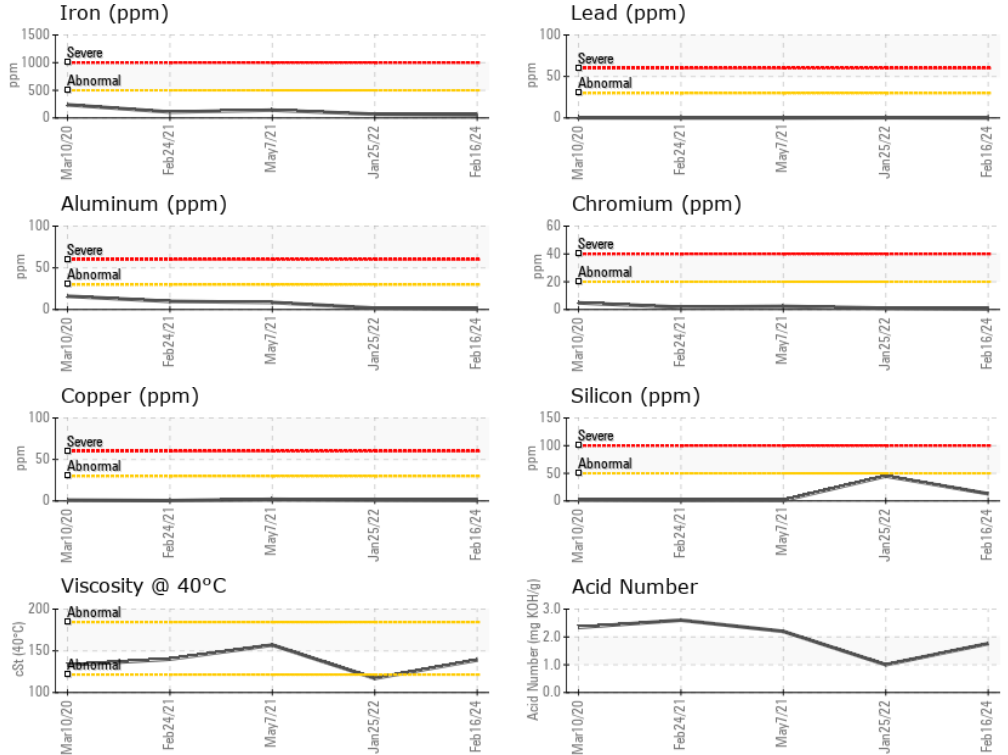 Iron (ppm)
1500
1000
500
0
ppm
Severe
Abnormal
Mar10/20
Feb24/21
May7/21
Jan25/22
Feb16/24
Lead (ppm)
100
50
0
ppm
Severe
Abnormal
Mar10/20
Feb24/21
May7/21
Jan25/22
Feb16/24
Aluminum (ppm)
100
50
0
ppm
Severe
Abnormal
Mar10/20
Feb24/21
May7/21
Jan25/22
Feb16/24
Chromium (ppm)
60
40
20
0
ppm
Severe
Abnormal
Mar10/20
Feb24/21
May7/21
Jan25/22
Feb16/24
Copper (ppm)
100
50
0
ppm
Severe
Abnormal
Mar10/20
Feb24/21
May7/21
Jan25/22
Feb16/24
Silicon (ppm)
150
100
50
0
ppm
Severe
Abnormal
Mar10/20
Feb24/21
May7/21
Jan25/22
Feb16/24
Viscosity @ 40°C
200
150
100
cSt (40°C)
Abnormal
Abnormal
Mar10/20
Feb24/21
May7/21
Jan25/22
Feb16/24
Acid Number
3.0
2.0
1.0
0.0
Acid Number (mg KOH/g)
Mar10/20
Feb24/21
May7/21
Jan25/22
Feb16/24